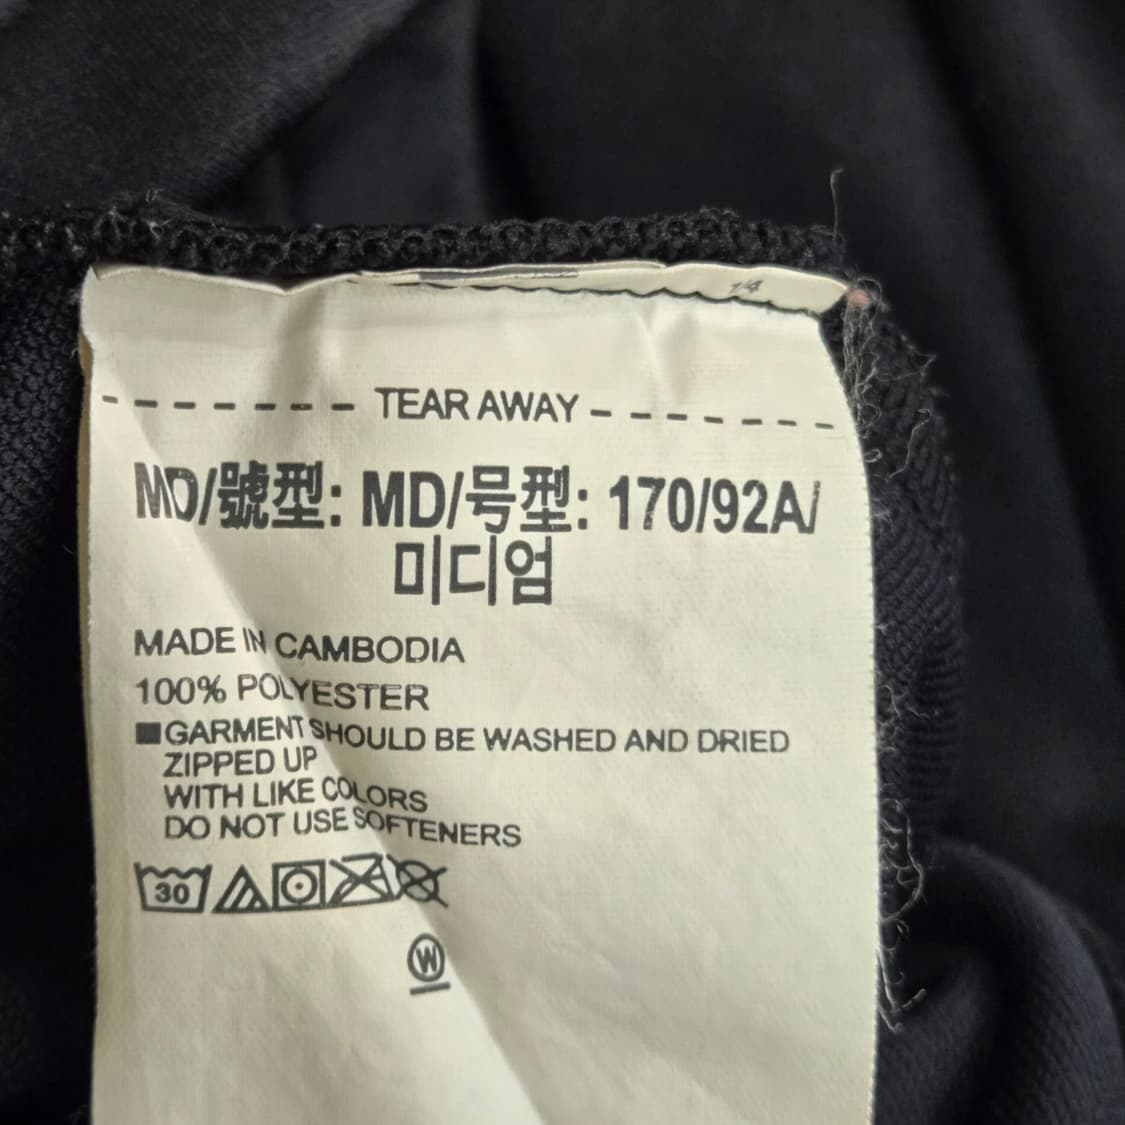 14
TEAR AWAY
MD/號型: MD/号型: 170/92A/
미디엄
MADE IN CAMBODIA
100% POLYESTER
■GARMENT SHOULD BE WASHED AND DRIED
ZIPPED UP
WITH LIKE COLORS
DO NOT USE SOFTENERS
30
W